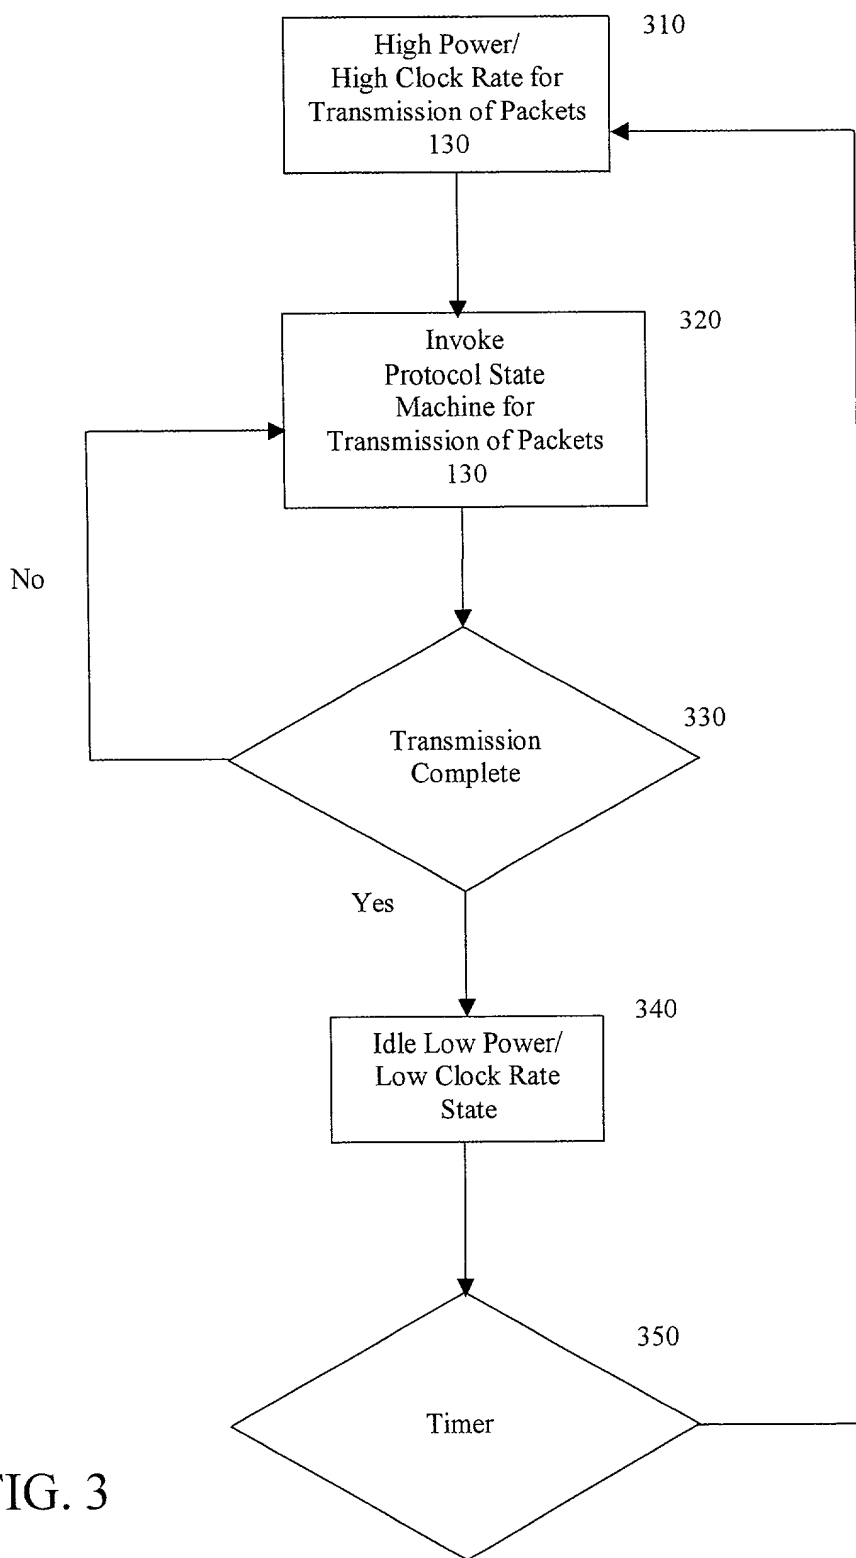 310
High Power/
High Clock Rate for
Transmission of Packets
130
320
Invoke
Protocol State
Machine for
Transmission of Packets
130
No
330
Transmission
Complete
Yes
340
Idle Low Power/
Low Clock Rate
State
350
Timer
FIG. 3